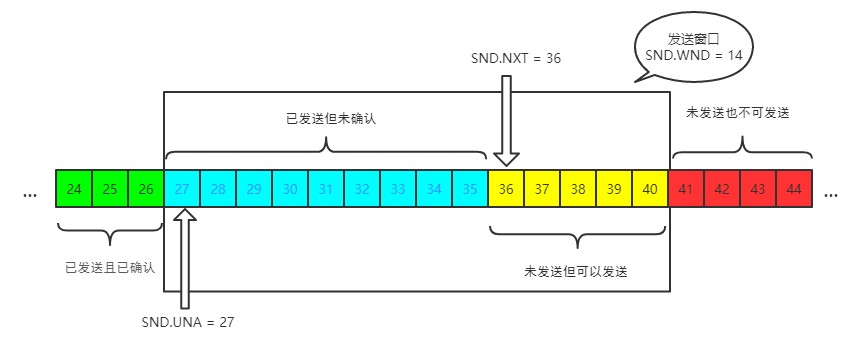 发送窗口
SND.WND = 14
SND.NXT = 36
已发送但未确认
未发送也不可发送
... 24 25 26 27 28 29 30 31 32 33 34 35 36 37 38 39 40 41 42 43 44 ...
已发送且已确认
未发送但可以发送
SND.UNA = 27